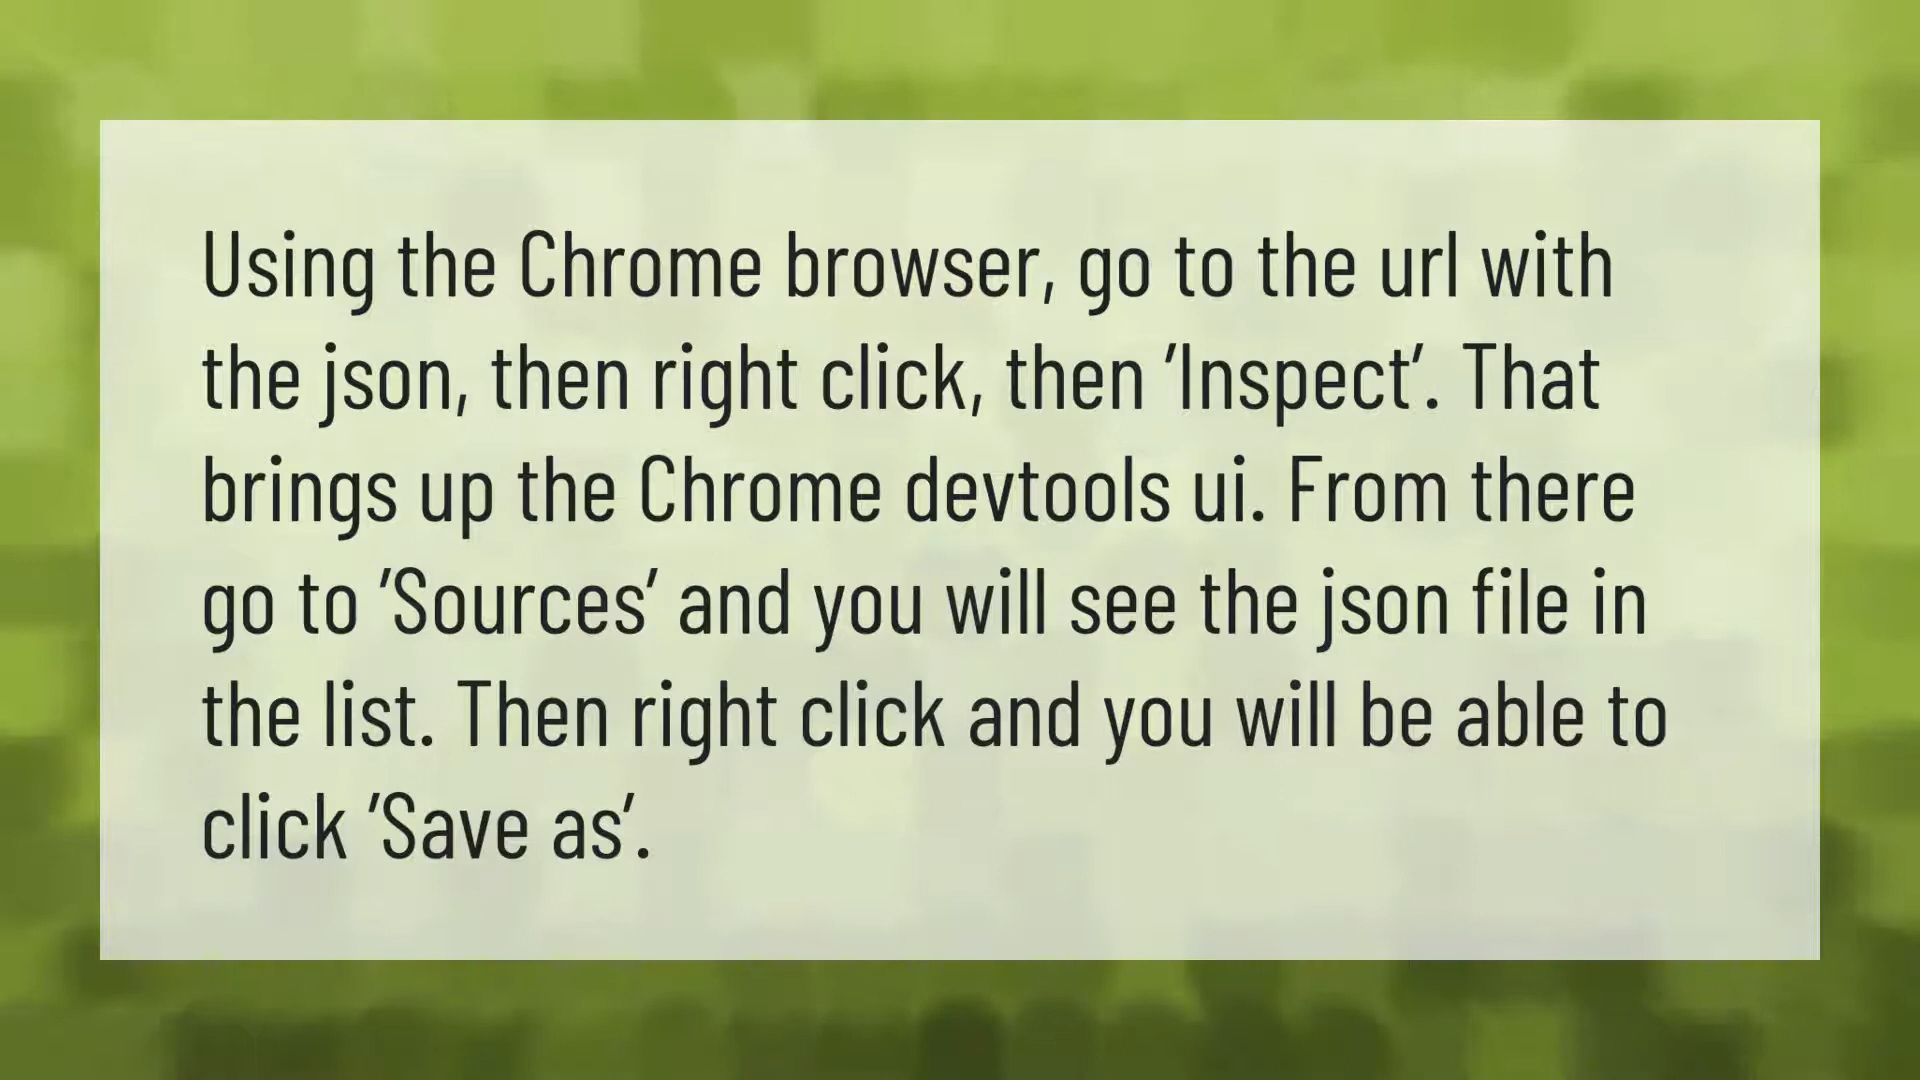 Using the Chrome browser, go to the url with
the json, then right click, then ’Inspect’. That
brings up the Chrome devtools ui. From there
go to ’Sources’ and you will see the json file in
the list. Then right click and you will be able to
click ’Save as’.